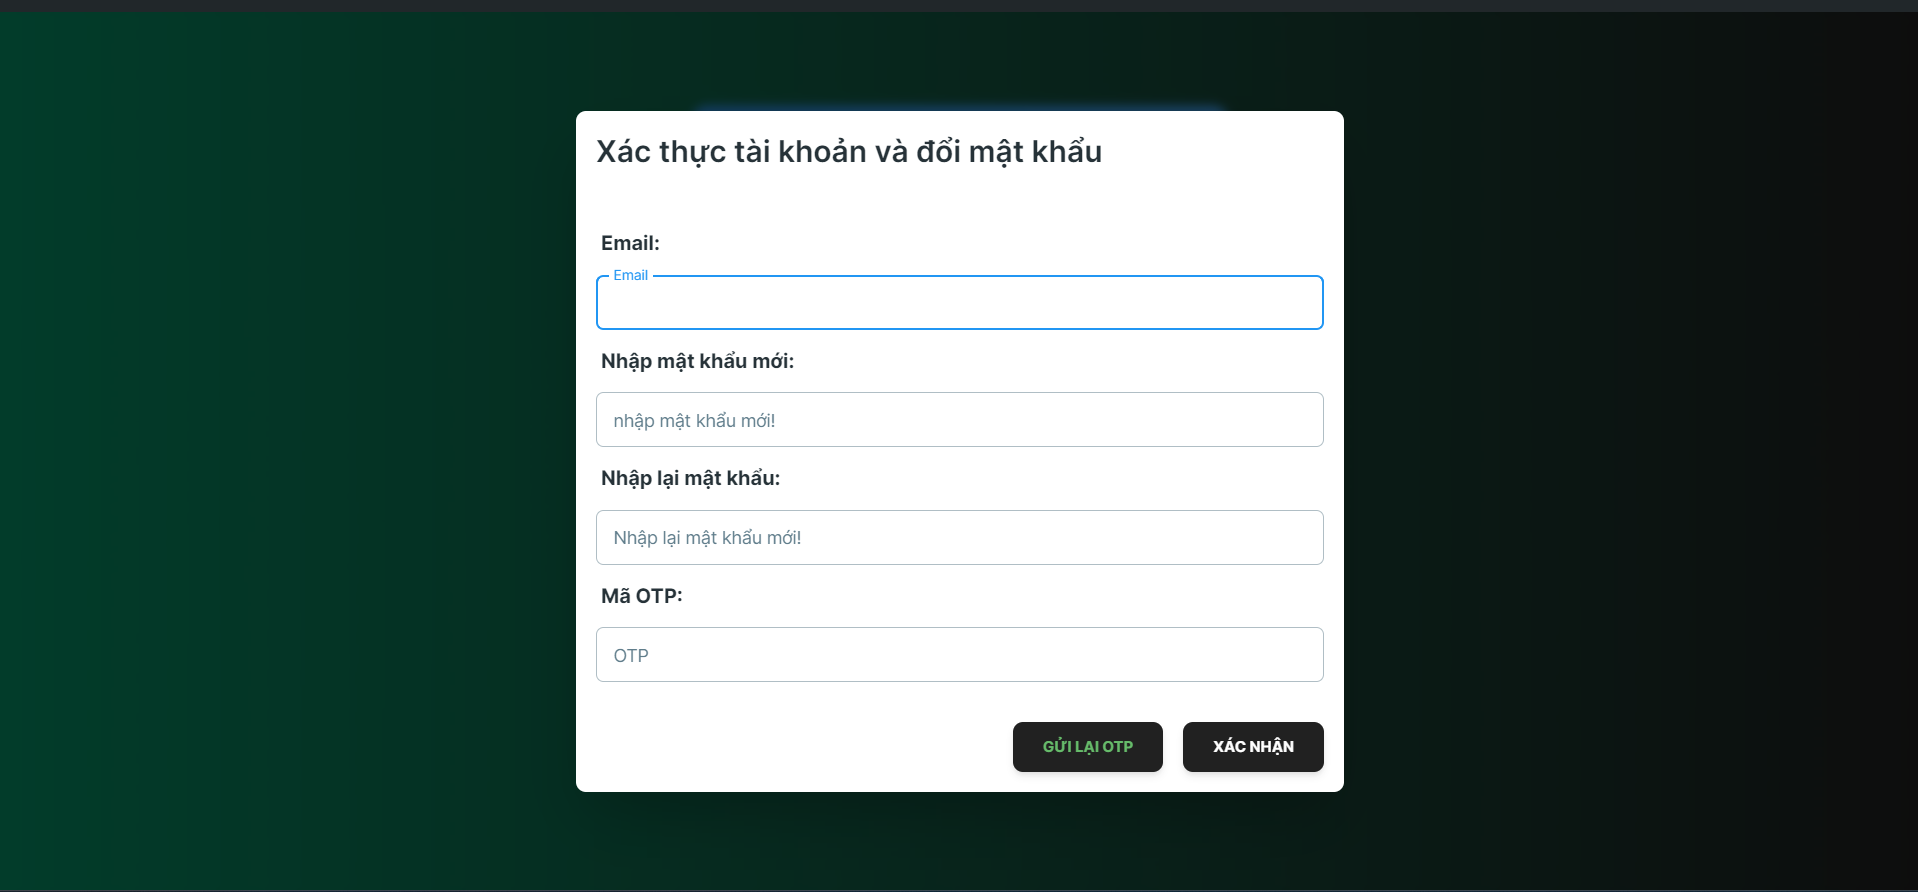 Xác thực tài khoản và đổi mật khẩu
Email:
Email
Nhập mật khẩu mới:
nhập mật khẩu mới!
Nhập lại mật khẩu:
Nhập lại mật khẩu mới!
Mã OTP:
OTP
GỬI LẠI OTP
XÁC NHẬN